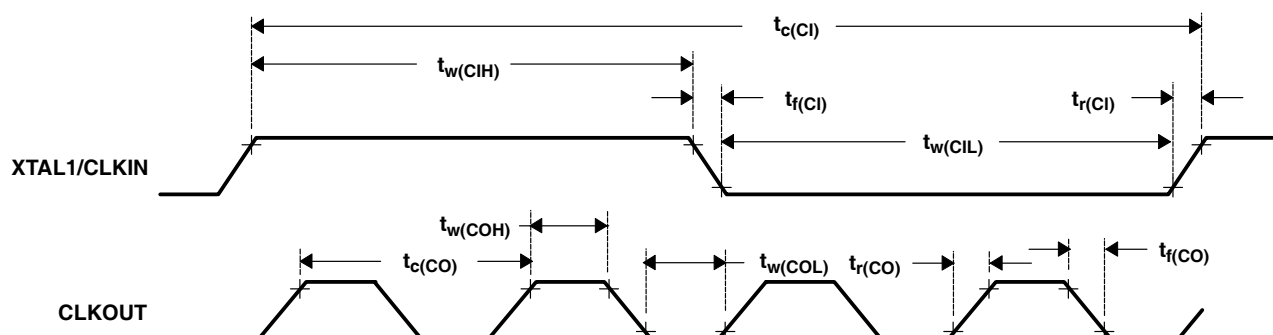 tc(CI)
tw(CIH)
tf(CI)
tr(CI)
tw(CIL)
XTAL1/CLKIN
tw(COH)
tc(CO)
tw(COL)
tr(CO)
tf(CO)
CLKOUT